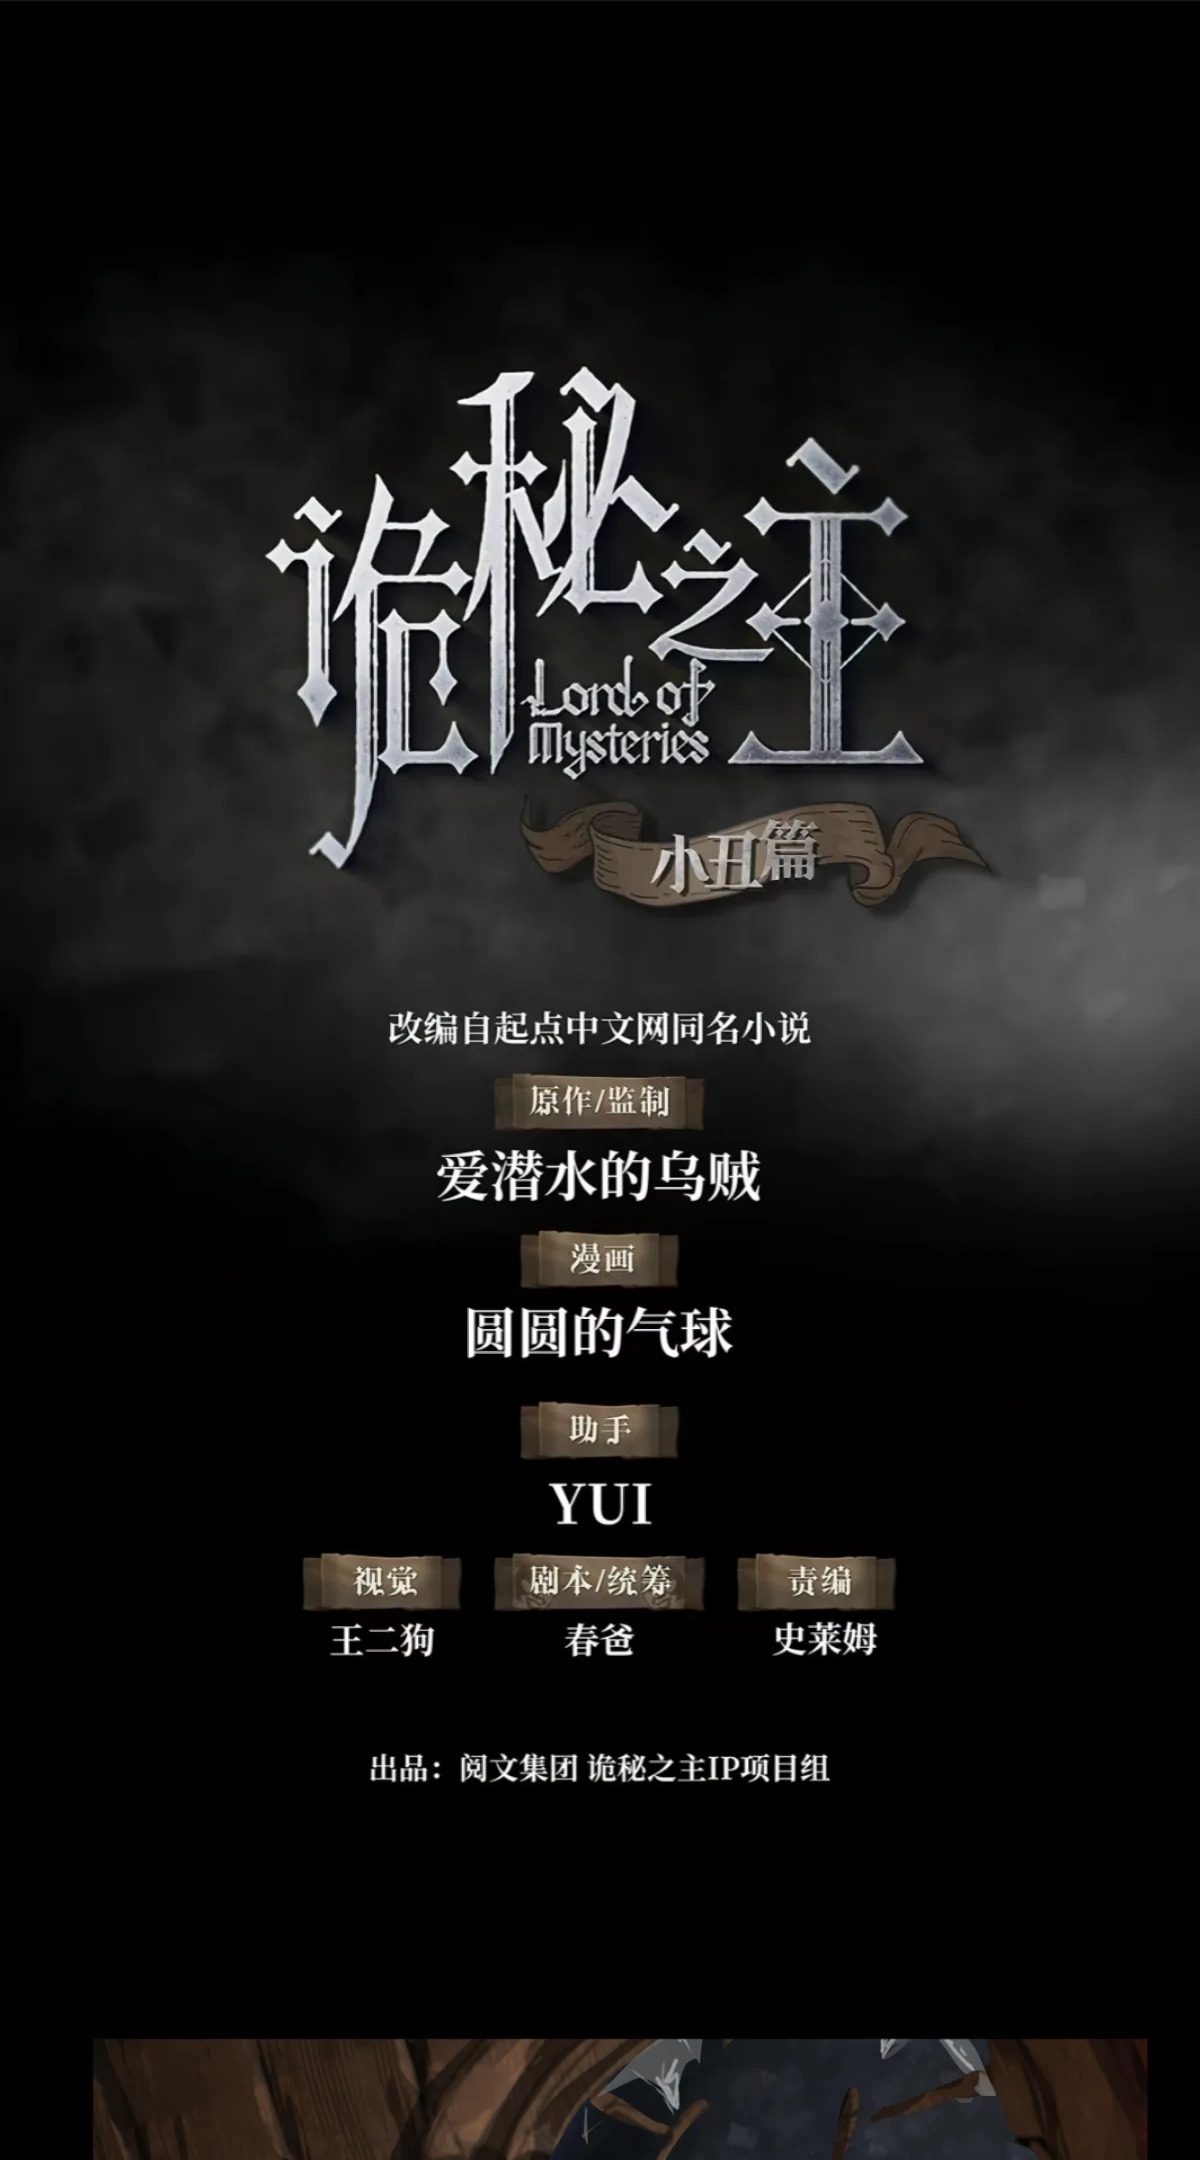 诡秘之主
Lord of
Mysteries
小丑篇
改编自起点中文网同名小说
原作/监制
爱潜水的乌贼
漫画
圆圆的气球
助手
YUI
视觉 剧本/统筹 责编
王二狗 春爸 史莱姆
出品：阅文集团 诡秘之主IP项目组